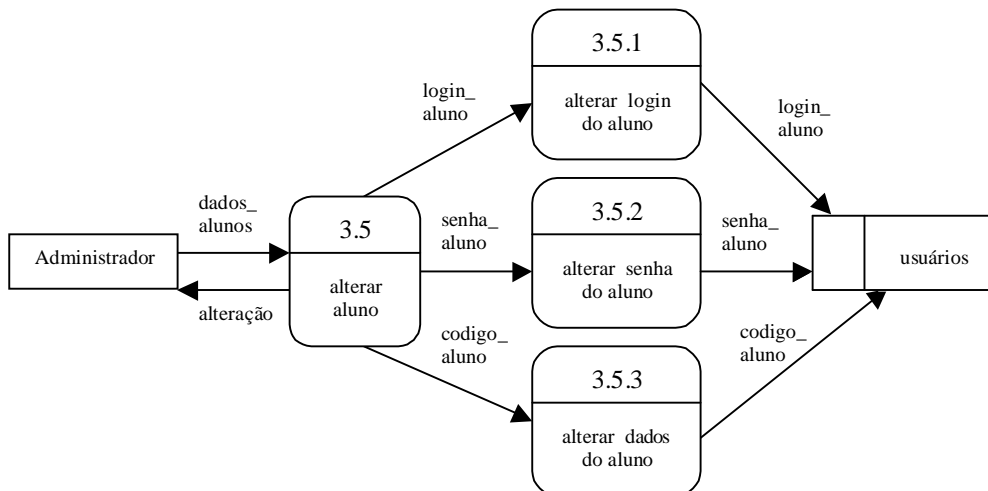 3.5.1
alterar login
do aluno
login_
aluno
login_
aluno
dados_
alunos
Administrador
alteração
3.5
alterar
aluno
senha_
aluno
3.5.2
alterar senha
do aluno
senha_
aluno
usuários
codigo_
aluno
3.5.3
alterar dados
do aluno
codigo_
aluno